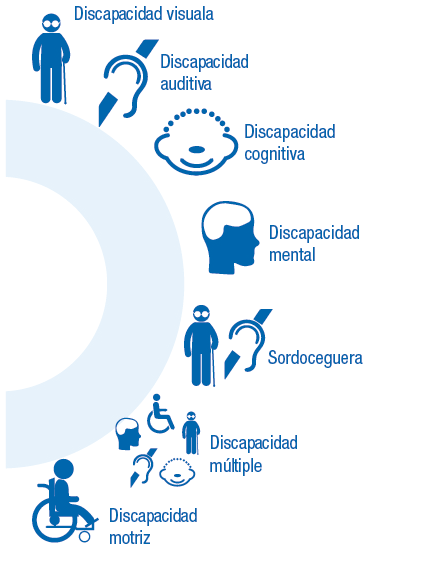 Discapacidad visuala
Discapacidad
auditiva
Discapacidad
cognitiva
Discapacidad
mental
Sordoceguera
Discapacidad
múltiple
Discapacidad
motriz